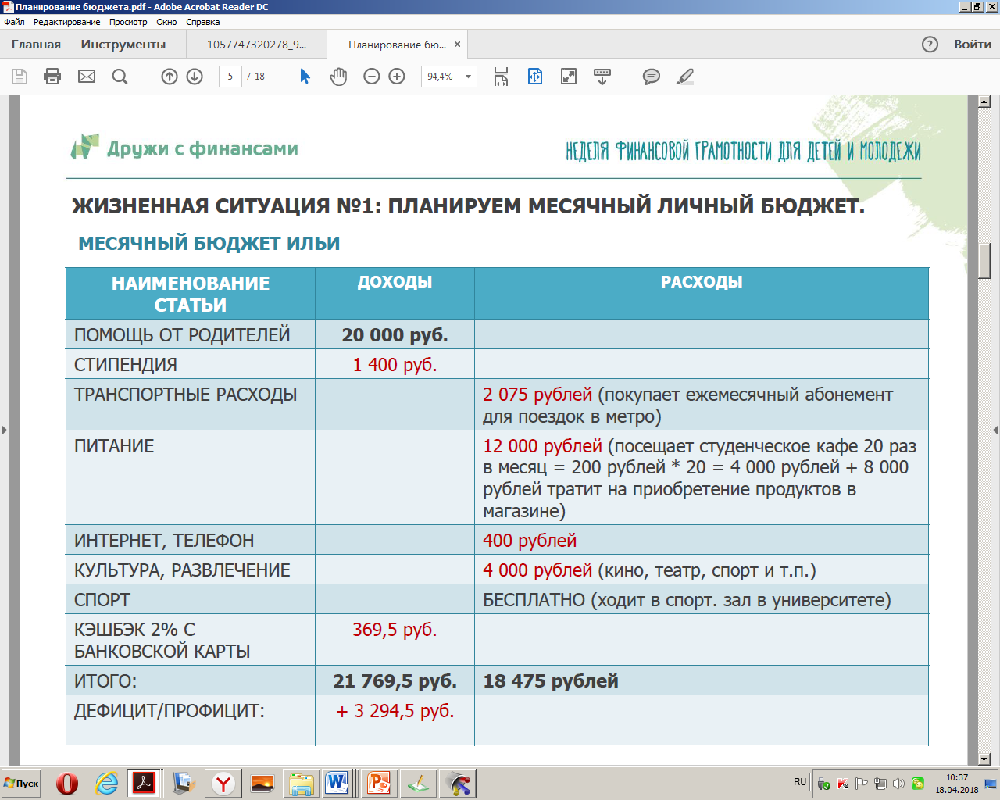 Планирование бюджета.pdf - Adobe Acrobat Reader DC
Файл Редактирование Просмотр Окно Справка
Главная Инструменты 1057747320278_9... Планирование бю... × Войти
5 / 18 94,4%
Дружи с финансами
НЕДЕЛЯ ФИНАНСОВОЙ ГРАМОТНОСТИ ДЛЯ ДЕТЕЙ И МОЛОДЕЖИ
ЖИЗНЕННАЯ СИТУАЦИЯ №1: ПЛАНИРУЕМ МЕСЯЧНЫЙ ЛИЧНЫЙ БЮДЖЕТ.
МЕСЯЧНЫЙ БЮДЖЕТ ИЛЬИ
НАИМЕНОВАНИЕ ДОХОДЫ РАСХОДЫ
СТАТЬИ
ПОМОЩЬ ОТ РОДИТЕЛЕЙ 20 000 руб.
СТИПЕНДИЯ 1 400 руб.
ТРАНСПОРТНЫЕ РАСХОДЫ 2 075 рублей (покупает ежемесячный абонемент
для поездок в метро)
ПИТАНИЕ 12 000 рублей (посещает студенческое кафе 20 раз
в месяц = 200 рублей * 20 = 4 000 рублей + 8 000
рублей тратит на приобретение продуктов в
магазине)
ИНТЕРНЕТ, ТЕЛЕФОН 400 рублей
КУЛЬТУРА, РАЗВЛЕЧЕНИЕ 4 000 рублей (кино, театр, спорт и т.п.)
СПОРТ БЕСПЛАТНО (ходит в спорт. зал в университете)
КЭШБЭК 2% С 369,5 руб.
БАНКОВСКОЙ КАРТЫ
ИТОГО: 21 769,5 руб. 18 475 рублей
ДЕФИЦИТ/ПРОФИЦИТ: + 3 294,5 руб.
Пуск RU 10:37
18.04.2018